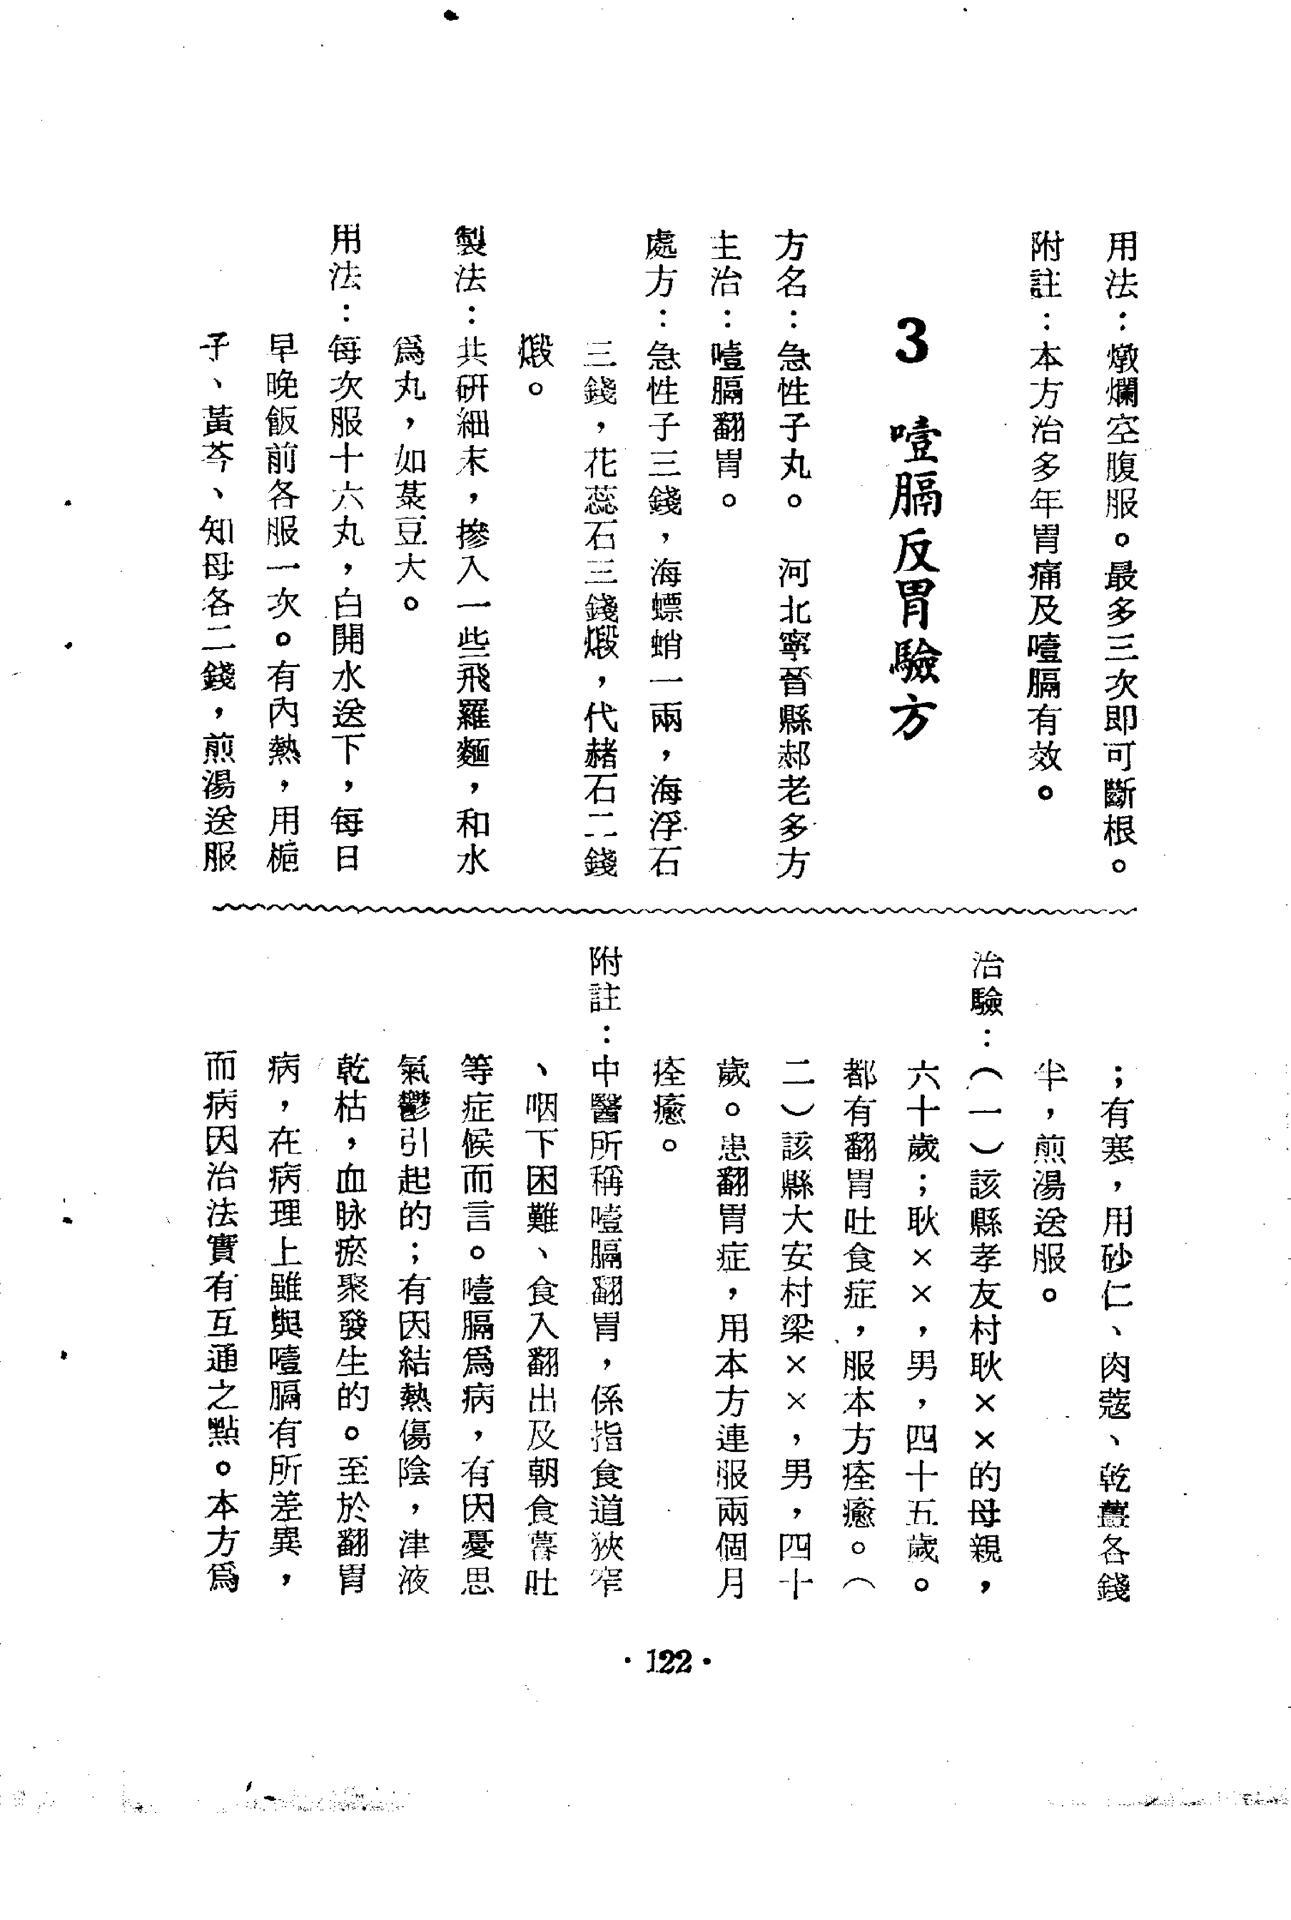 用法：燉爛空腹服。最多三次即可斷根。
附註：本方治多年胃痛及噎膈有效。
3 噎膈反胃驗方
方名：急性子丸。　河北寧晉縣郝老多方
主治：噎膈翻胃。
處方：急性子三錢，海螵蛸一兩，海浮石
三錢，花蕊石三錢煅，代赭石二錢
煅。
製法：共研細末，摻入一些飛羅麵，和水
爲丸，如菉豆大。
用法：每次服十六丸，白開水送下，每日
早晚飯前各服一次。有內熱，用梔
子、黃芩、知母各二錢，煎湯送服
；有寒，用砂仁、肉蔻、乾薑各錢
半，煎湯送服。
治驗：（一）該縣孝友村耿××的母親，
六十歲；耿××，男，四十五歲。
都有翻胃吐食症，服本方痊癒。（
二）該縣大安村梁××，男，四十
歲。患翻胃症，用本方連服兩個月
痊癒。
附註：中醫所稱噎膈翻胃，係指食道狹窄
、咽下困難、食入翻出及朝食暮吐
等症候而言。噎膈爲病，有因憂思
氣鬱引起的；有因結熱傷陰，津液
乾枯，血脉瘀聚發生的。至於翻胃
病，在病理上雖與噎膈有所差異，
而病因治法實有互通之點。本方爲
·122·